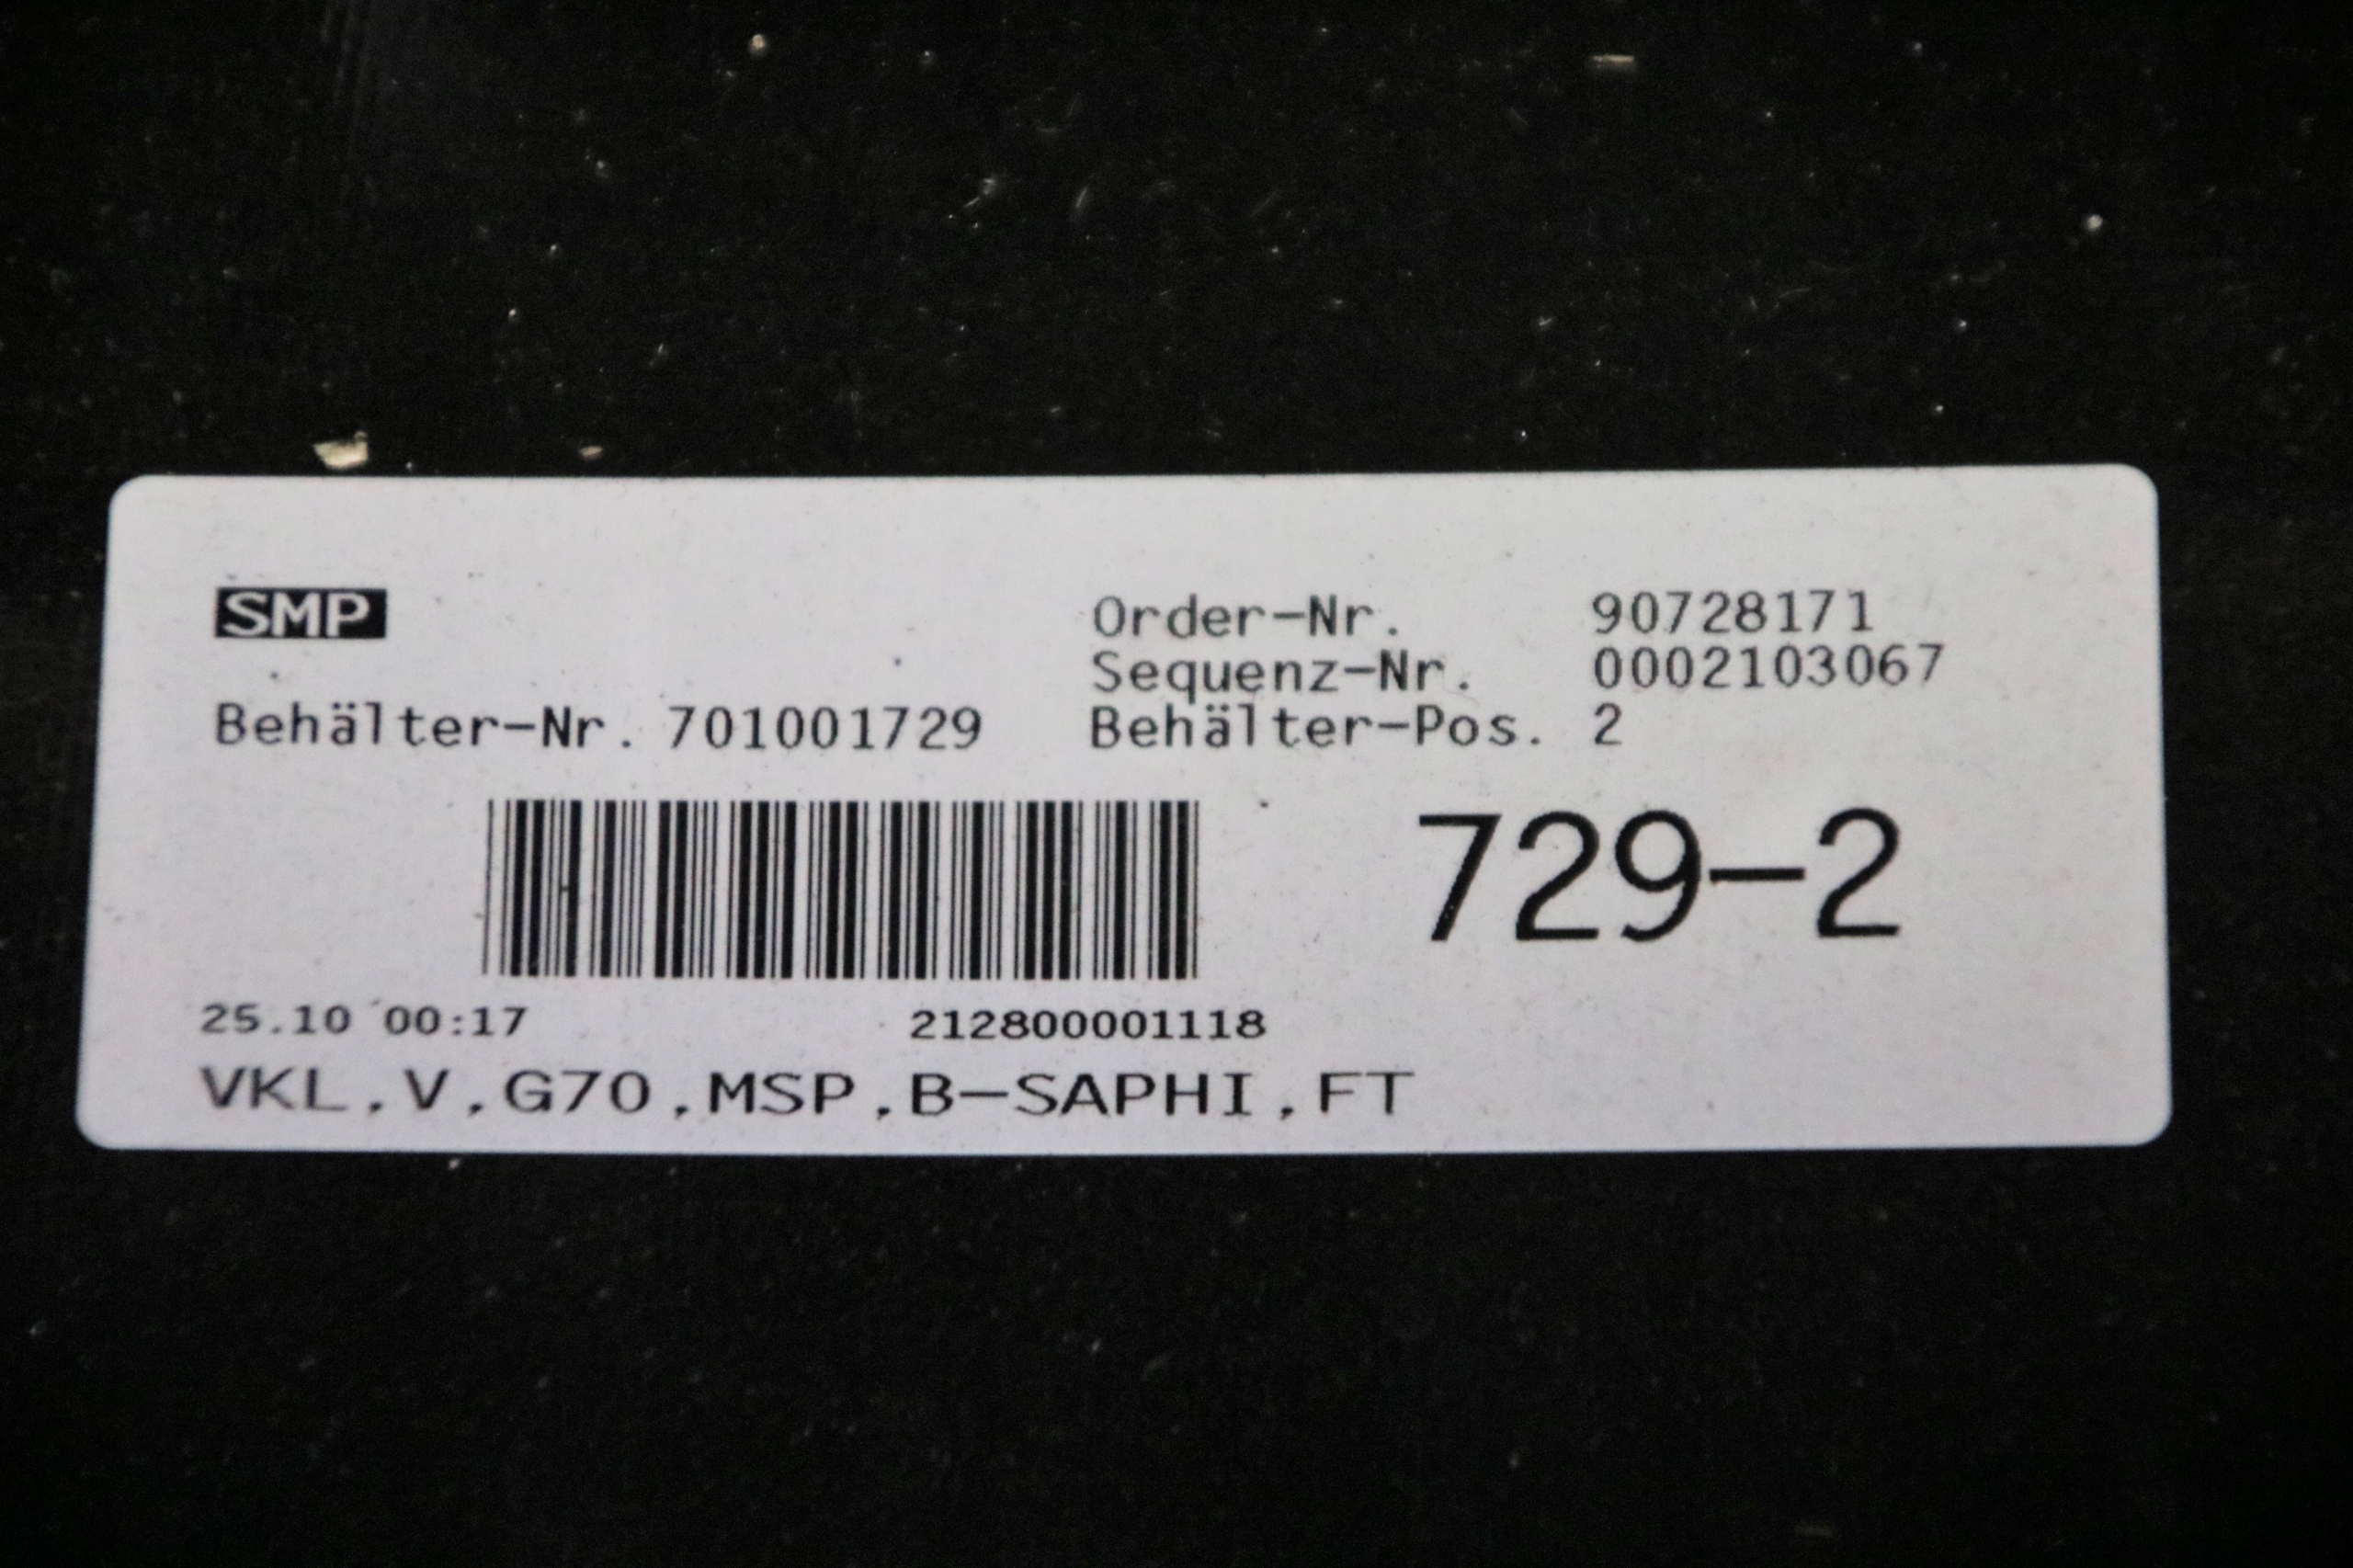 SMP
Order-Nr. 90728171
Sequenz-Nr. 0002103067
Behälter-Nr. 701001729
Behälter-Pos. 2
729-2
25.10 00:17
212800001118
VKL,V,G70,MSP,B-SAPHI,FT